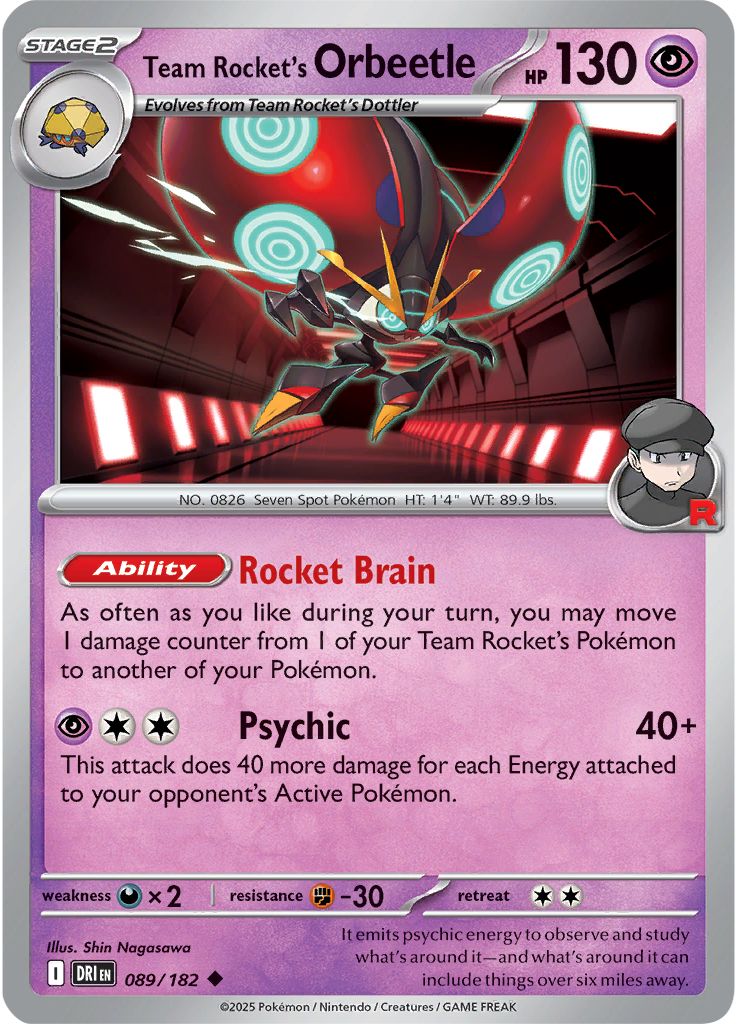 STAGE2
Team Rocket's Orbeetle HP 130
Evolves from Team Rocket's Dottler
NO. 0826 Seven Spot Pokémon HT: 1'4" WT: 89.9 lbs.
R
Ability Rocket Brain
As often as you like during your turn, you may move
1 damage counter from 1 of your Team Rocket's Pokémon
to another of your Pokémon.
Psychic 40+
This attack does 40 more damage for each Energy attached
to your opponent's Active Pokémon.
weakness ×2 resistance -30 retreat
Illus. Shin Nagasawa
It emits psychic energy to observe and study
what's around it—and what's around it can
include things over six miles away.
I DRI EN 089/182
©2025 Pokémon / Nintendo / Creatures / GAME FREAK